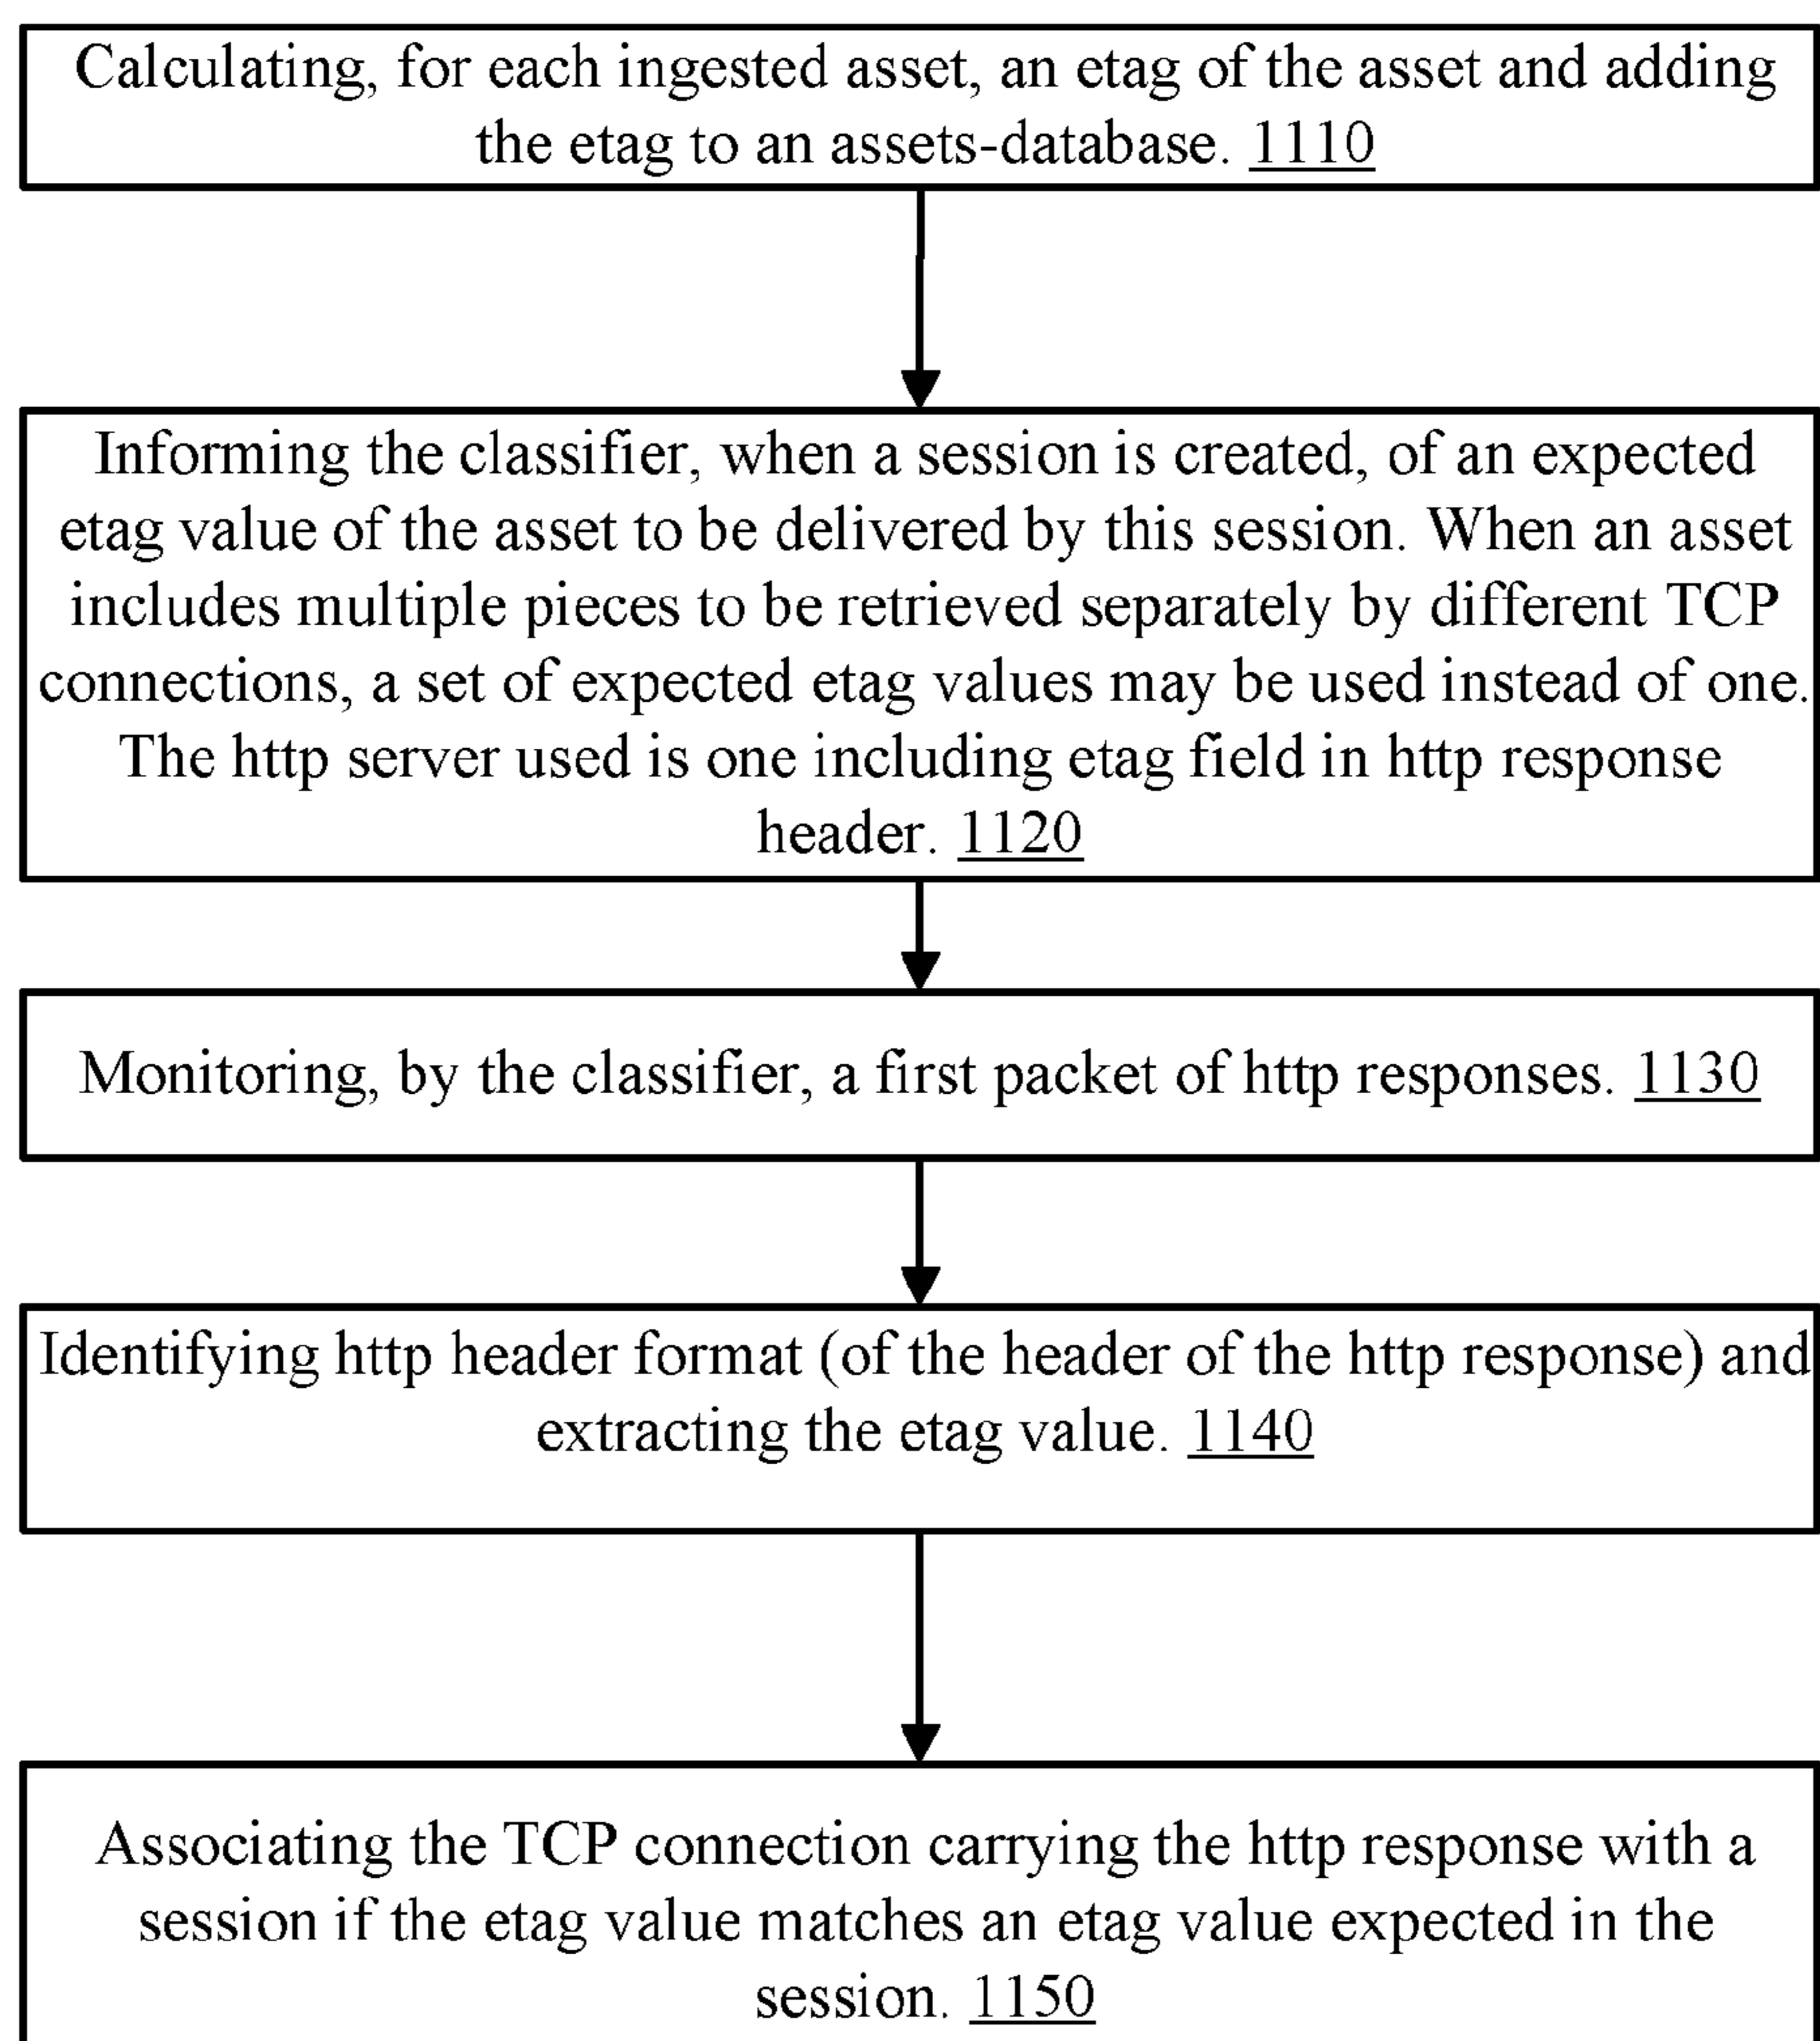 Calculating, for each ingested asset, an etag of the asset and adding
the etag to an assets-database. 1110
Informing the classifier, when a session is created, of an expected
etag value of the asset to be delivered by this session. When an asset
includes multiple pieces to be retrieved separately by different TCP
connections, a set of expected etag values may be used instead of one.
The http server used is one including etag field in http response
header. 1120
Monitoring, by the classifier, a first packet of http responses. 1130
Identifying http header format (of the header of the http response) and
extracting the etag value. 1140
Associating the TCP connection carrying the http response with a
session if the etag value matches an etag value expected in the
session. 1150